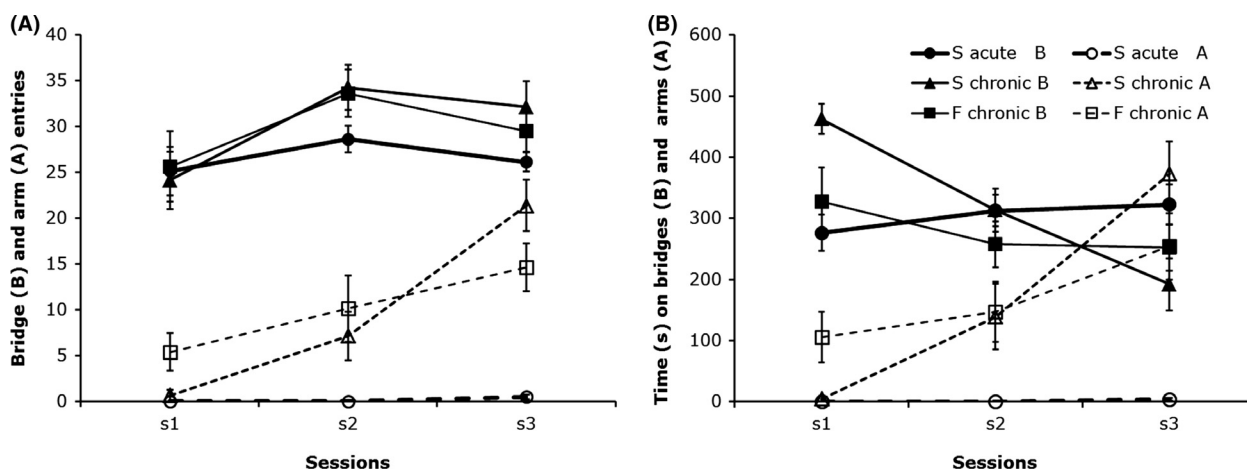 (A)
Bridge (B) and arm (A) entries
40
35
30
25
20
15
10
5
0
s1 s2 s3
Sessions
(B)
Time (s) on bridges (B) and arms (A)
600
500
400
300
200
100
0
S acute B S acute A
S chronic B S chronic A
F chronic B F chronic A
s1 s2 s3
Sessions